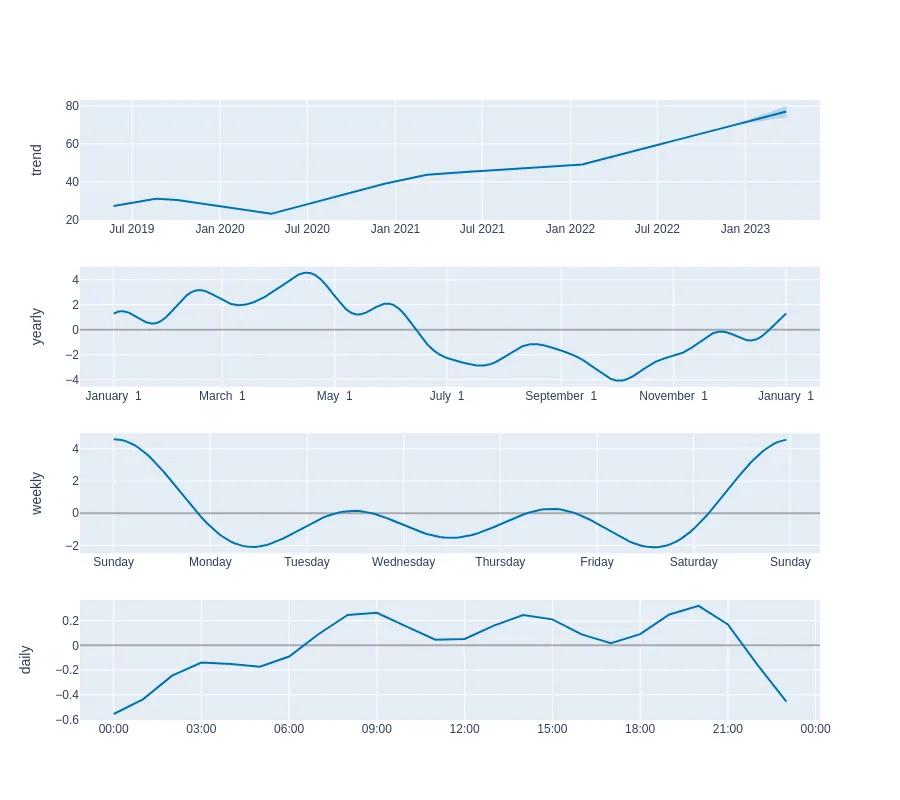 trend
80
60
40
20
Jul 2019 Jan 2020 Jul 2020 Jan 2021 Jul 2021 Jan 2022 Jul 2022 Jan 2023
yearly
4
2
0
−2
−4
January 1 March 1 May 1 July 1 September 1 November 1 January 1
weekly
4
2
0
−2
Sunday Monday Tuesday Wednesday Thursday Friday Saturday Sunday
daily
0.2
0
−0.2
−0.4
−0.6
00:00 03:00 06:00 09:00 12:00 15:00 18:00 21:00 00:00